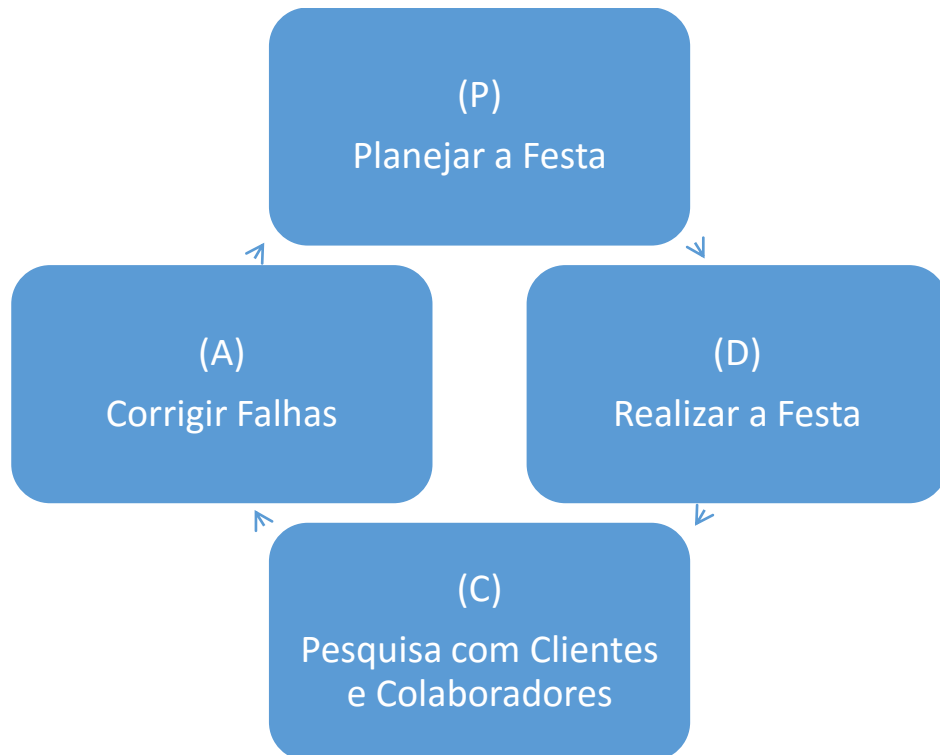 (P)
Planejar a Festa
(A)
Corrigir Falhas
(D)
Realizar a Festa
(C)
Pesquisa com Clientes
e Colaboradores